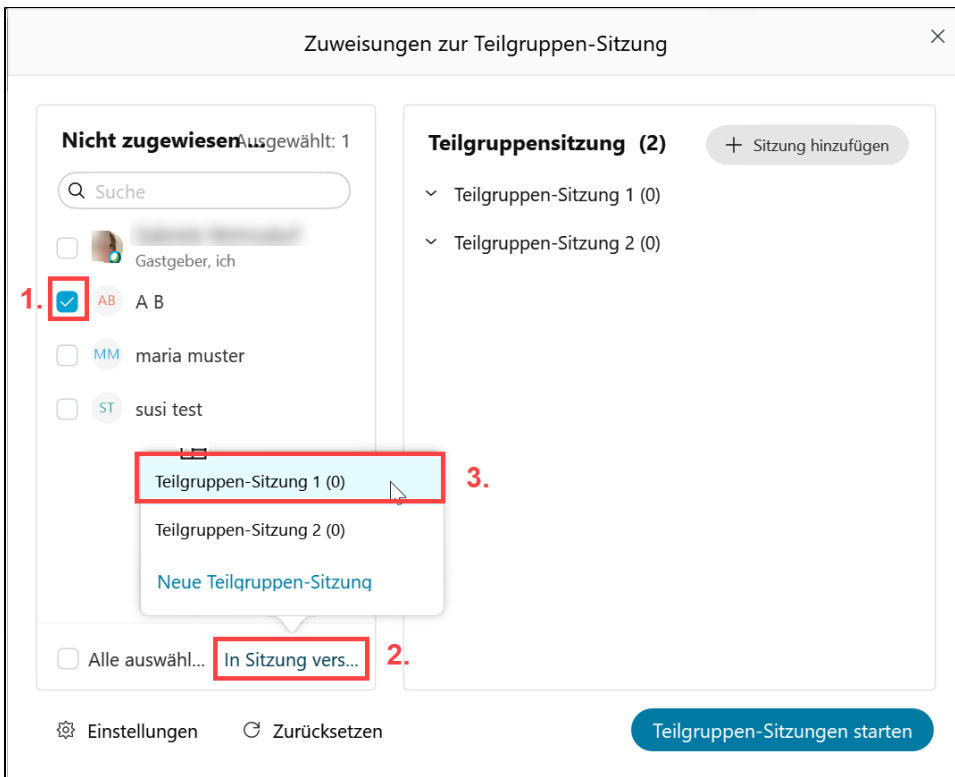 Zuweisungen zur Teilgruppen-Sitzung
Nicht zugewiesen ... Ausgewählt: 1
Suche
Gastgeber, ich
1.
AB A B
MM maria muster
ST susi test
Teilgruppen-Sitzung 1 (0)
3.
Teilgruppen-Sitzung 2 (0)
Neue Teilgruppen-Sitzung
Alle auswähl... In Sitzung vers...
2.
Teilgruppensitzung (2)
+ Sitzung hinzufügen
Teilgruppen-Sitzung 1 (0)
Teilgruppen-Sitzung 2 (0)
Einstellungen
Zurücksetzen
Teilgruppen-Sitzungen starten